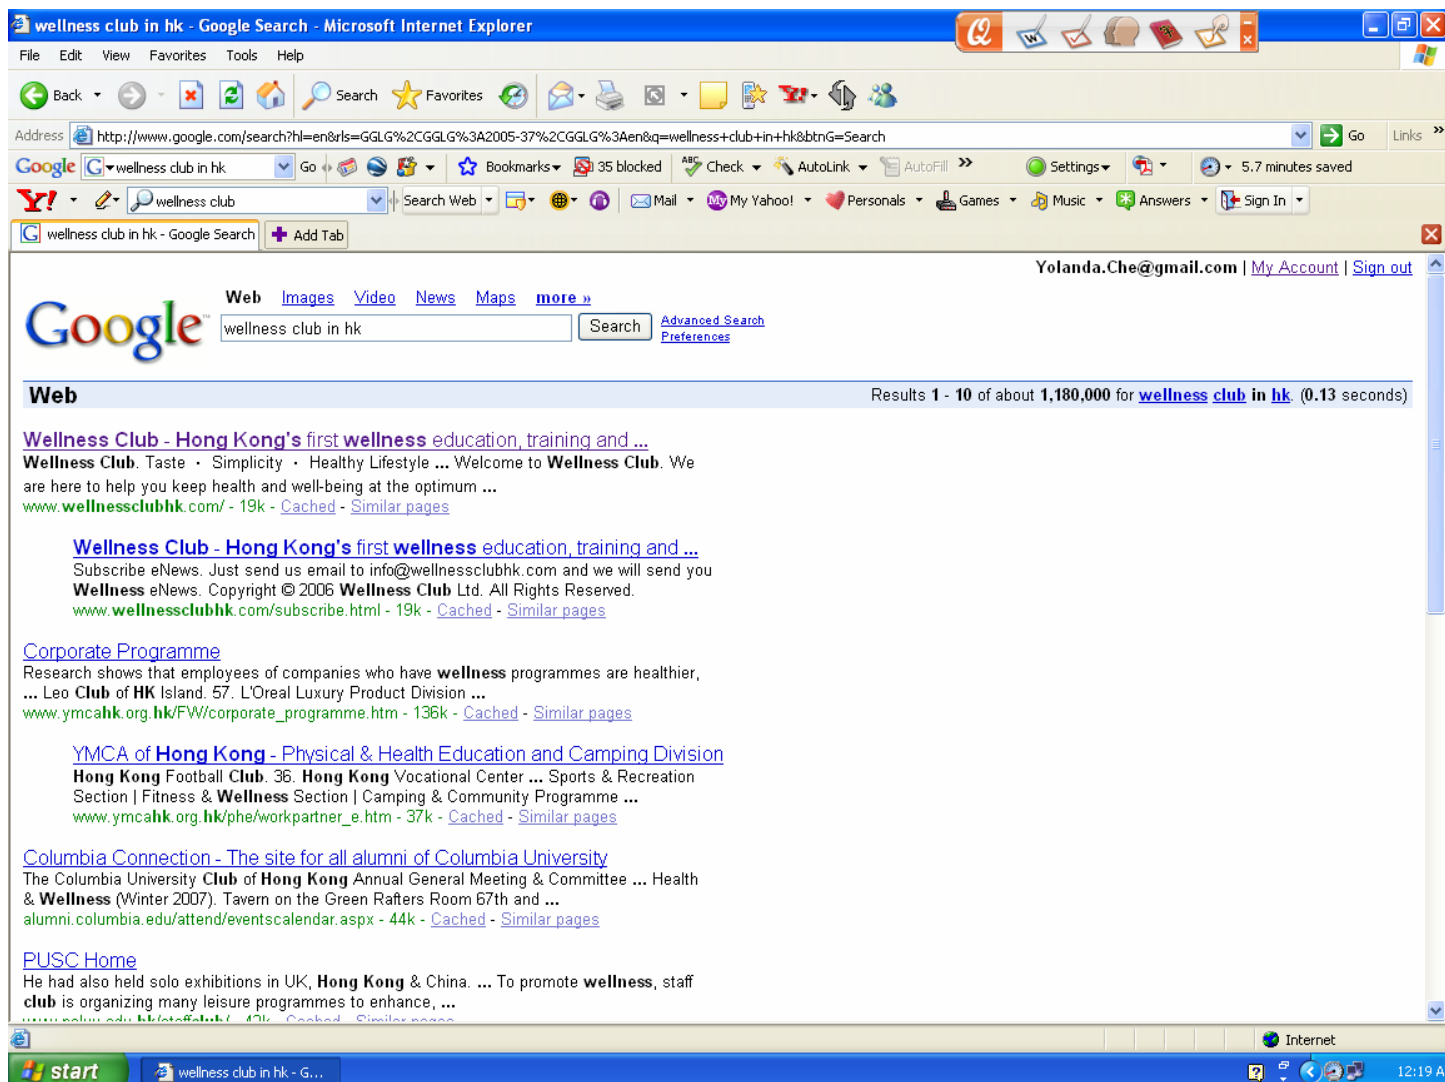 wellness club in hk - Google Search - Microsoft Internet Explorer
File Edit View Favorites Tools Help
Back Search Favorites
Address http://www.google.com/search?hl=en&rls=GGLG%2CGGLG%3A2005-37%2CGGLG%3Aen&q=wellness+club+in+hk&btnG=Search Go Links »
Google G wellness club in hk Go Bookmarks 35 blocked ABC Check AutoLink AutoFill » Settings 5.7 minutes saved
Y! wellness club Search Web Mail My My Yahoo! Personals Games Music Answers Sign In
G wellness club in hk - Google Search Add Tab
Yolanda.Che@gmail.com | My Account | Sign out
Web Images Video News Maps more »
Google™ wellness club in hk Search Advanced Search
Preferences
Web Results 1 - 10 of about 1,180,000 for wellness club in hk. (0.13 seconds)
Wellness Club - Hong Kong's first wellness education, training and ...
Wellness Club. Taste · Simplicity · Healthy Lifestyle ... Welcome to Wellness Club. We
are here to help you keep health and well-being at the optimum ...
www.wellnessclubhk.com/ - 19k - Cached - Similar pages
Wellness Club - Hong Kong's first wellness education, training and ...
Subscribe eNews. Just send us email to info@wellnessclubhk.com and we will send you
Wellness eNews. Copyright © 2006 Wellness Club Ltd. All Rights Reserved.
www.wellnessclubhk.com/subscribe.html - 19k - Cached - Similar pages
Corporate Programme
Research shows that employees of companies who have wellness programmes are healthier,
... Leo Club of HK Island. 57. L'Oreal Luxury Product Division ...
www.ymcahk.org.hk/FW/corporate_programme.htm - 136k - Cached - Similar pages
YMCA of Hong Kong - Physical & Health Education and Camping Division
Hong Kong Football Club. 36. Hong Kong Vocational Center ... Sports & Recreation
Section | Fitness & Wellness Section | Camping & Community Programme ...
www.ymcahk.org.hk/phe/workpartner_e.htm - 37k - Cached - Similar pages
Columbia Connection - The site for all alumni of Columbia University
The Columbia University Club of Hong Kong Annual General Meeting & Committee ... Health
& Wellness (Winter 2007). Tavern on the Green Rafters Room 67th and ...
alumni.columbia.edu/attend/eventscalendar.aspx - 44k - Cached - Similar pages
PUSC Home
He had also held solo exhibitions in UK, Hong Kong & China. ... To promote wellness, staff
club is organizing many leisure programmes to enhance, ...
Cached - Similar pages
Internet
start wellness club in hk - G... 12:19 A